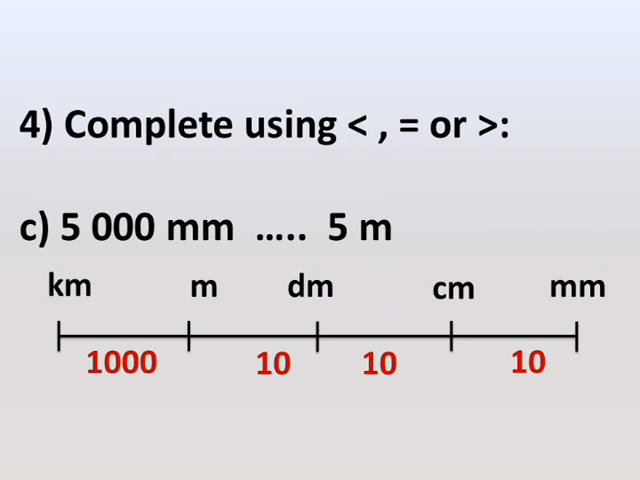 4) Complete using < , = or >:
c) 5 000 mm ….. 5 m
km m dm cm mm
1000 10 10 10